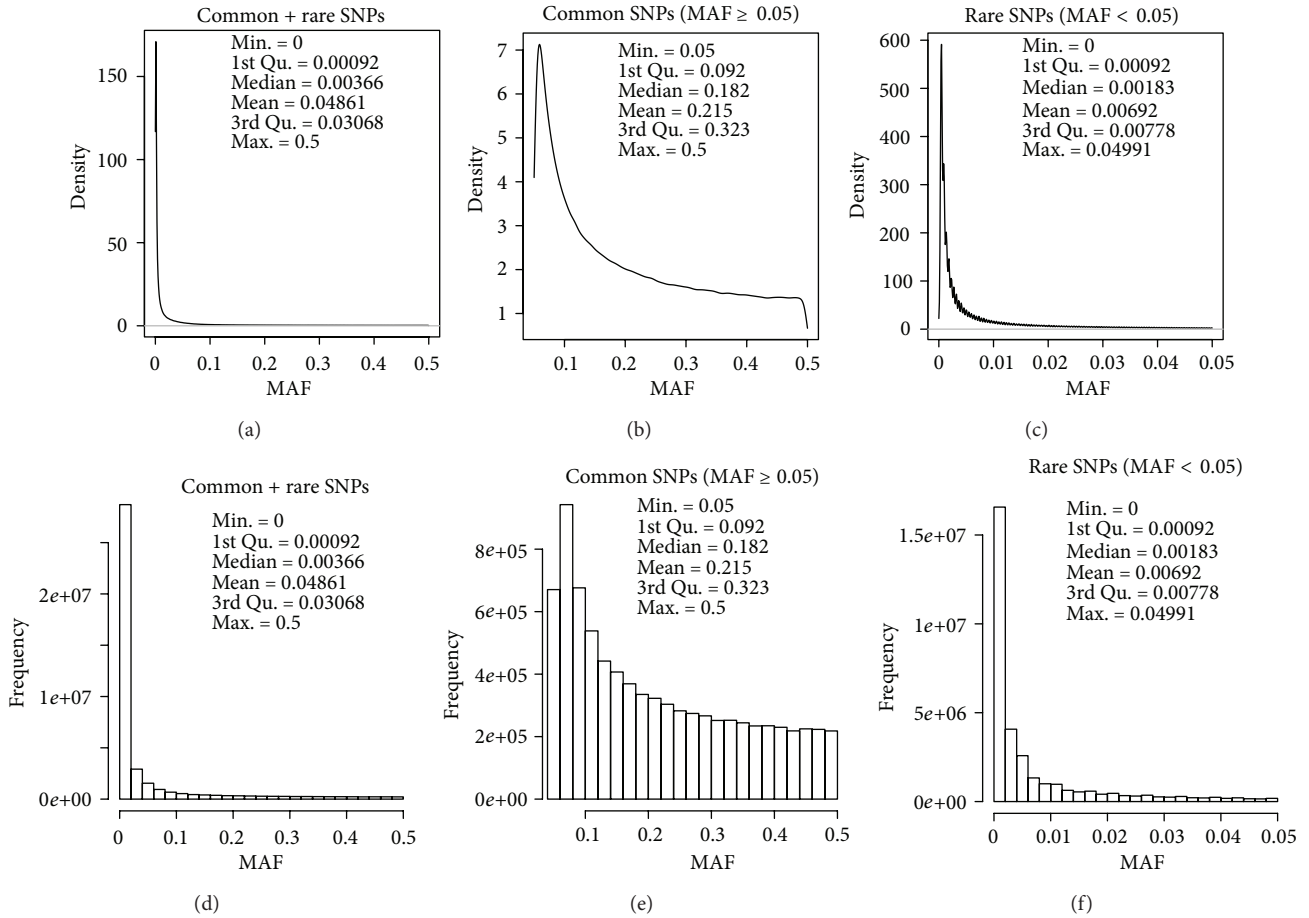 Common + rare SNPs
Min. = 0
1st Qu. = 0.00092
Median = 0.00366
Mean = 0.04861
3rd Qu. = 0.03068
Max. = 0.5
150
100
50
0
Density
0 0.1 0.2 0.3 0.4 0.5
MAF
(a)
Common SNPs (MAF ≥ 0.05)
Min. = 0.05
1st Qu. = 0.092
Median = 0.182
Mean = 0.215
3rd Qu. = 0.323
Max. = 0.5
7
6
5
4
3
2
1
Density
0.1 0.2 0.3 0.4 0.5
MAF
(b)
Rare SNPs (MAF < 0.05)
Min. = 0
1st Qu. = 0.00092
Median = 0.00183
Mean = 0.00692
3rd Qu. = 0.00778
Max. = 0.04991
600
500
400
300
200
100
0
Density
0 0.01 0.02 0.03 0.04 0.05
MAF
(c)
Common + rare SNPs
Min. = 0
1st Qu. = 0.00092
Median = 0.00366
Mean = 0.04861
3rd Qu. = 0.03068
Max. = 0.5
2e+07
1e+07
0e+00
Frequency
0 0.1 0.2 0.3 0.4 0.5
MAF
(d)
Common SNPs (MAF ≥ 0.05)
Min. = 0.05
1st Qu. = 0.092
Median = 0.182
Mean = 0.215
3rd Qu. = 0.323
Max. = 0.5
8e+05
6e+05
4e+05
2e+05
0e+00
Frequency
0.1 0.2 0.3 0.4 0.5
MAF
(e)
Rare SNPs (MAF < 0.05)
Min. = 0
1st Qu. = 0.00092
Median = 0.00183
Mean = 0.00692
3rd Qu. = 0.00778
Max. = 0.04991
1.5e+07
1e+07
5e+06
0e+00
Frequency
0 0.01 0.02 0.03 0.04 0.05
MAF
(f)